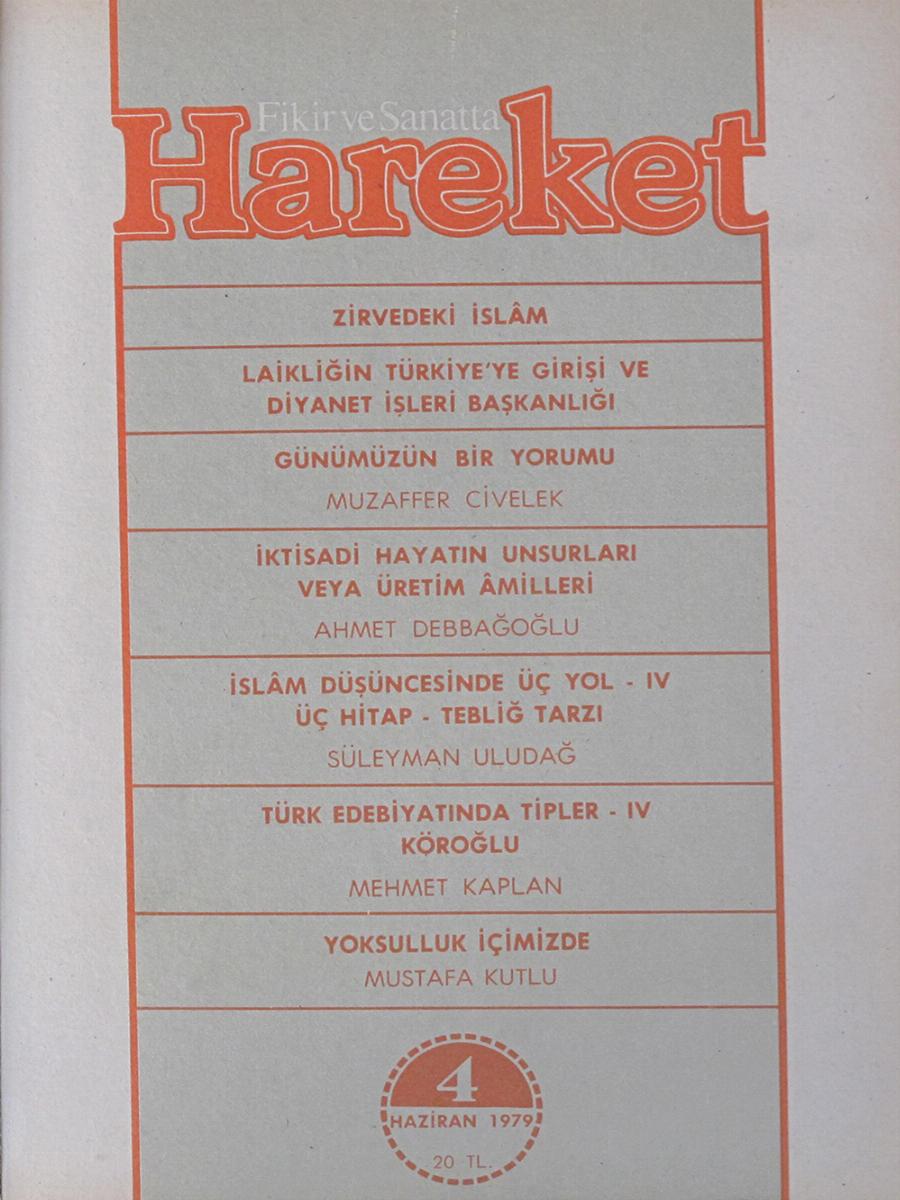 Fikir ve Sanatta
Hareket
ZİRVEDEKİ İSLÂM
LAİKLİĞİN TÜRKİYE'YE GİRİŞİ VE
DİYANET İŞLERİ BAŞKANLIĞI
GÜNÜMÜZÜN BİR YORUMU
MUZAFFER CİVELEK
İKTİSADİ HAYATIN UNSURLARI
VEYA ÜRETİM ÂMİLLERİ
AHMET DEBBAĞOĞLU
İSLÂM DÜŞÜNCESİNDE ÜÇ YOL - IV
ÜÇ HİTAP - TEBLİĞ TARZI
SÜLEYMAN ULUDAĞ
TÜRK EDEBİYATINDA TİPLER - IV
KÖROĞLU
MEHMET KAPLAN
YOKSULLUK İÇİMİZDE
MUSTAFA KUTLU
4
HAZİRAN 1979
20 TL.